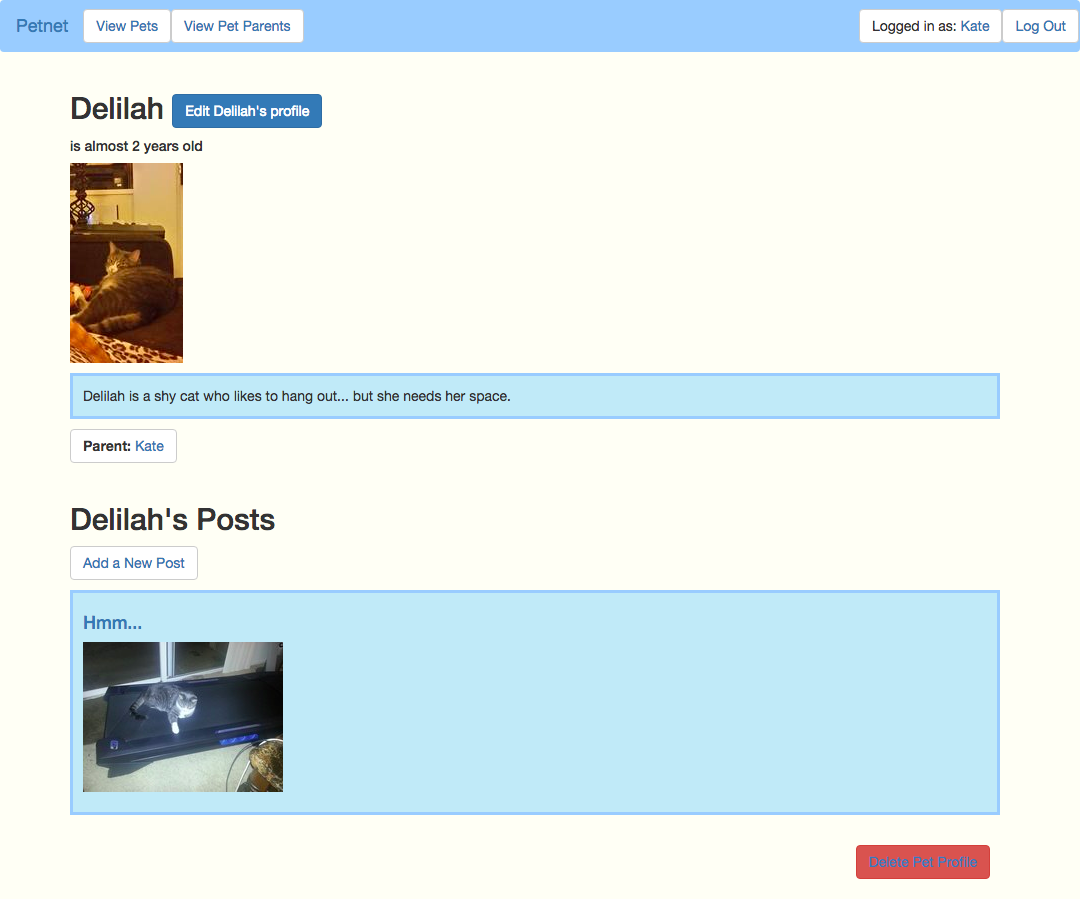 Petnet View Pets View Pet Parents Logged in as: Kate Log Out
Delilah Edit Delilah's profile
is almost 2 years old
Delilah is a shy cat who likes to hang out... but she needs her space.
Parent: Kate
Delilah's Posts
Add a New Post
Hmm...
Delete Pet Profile